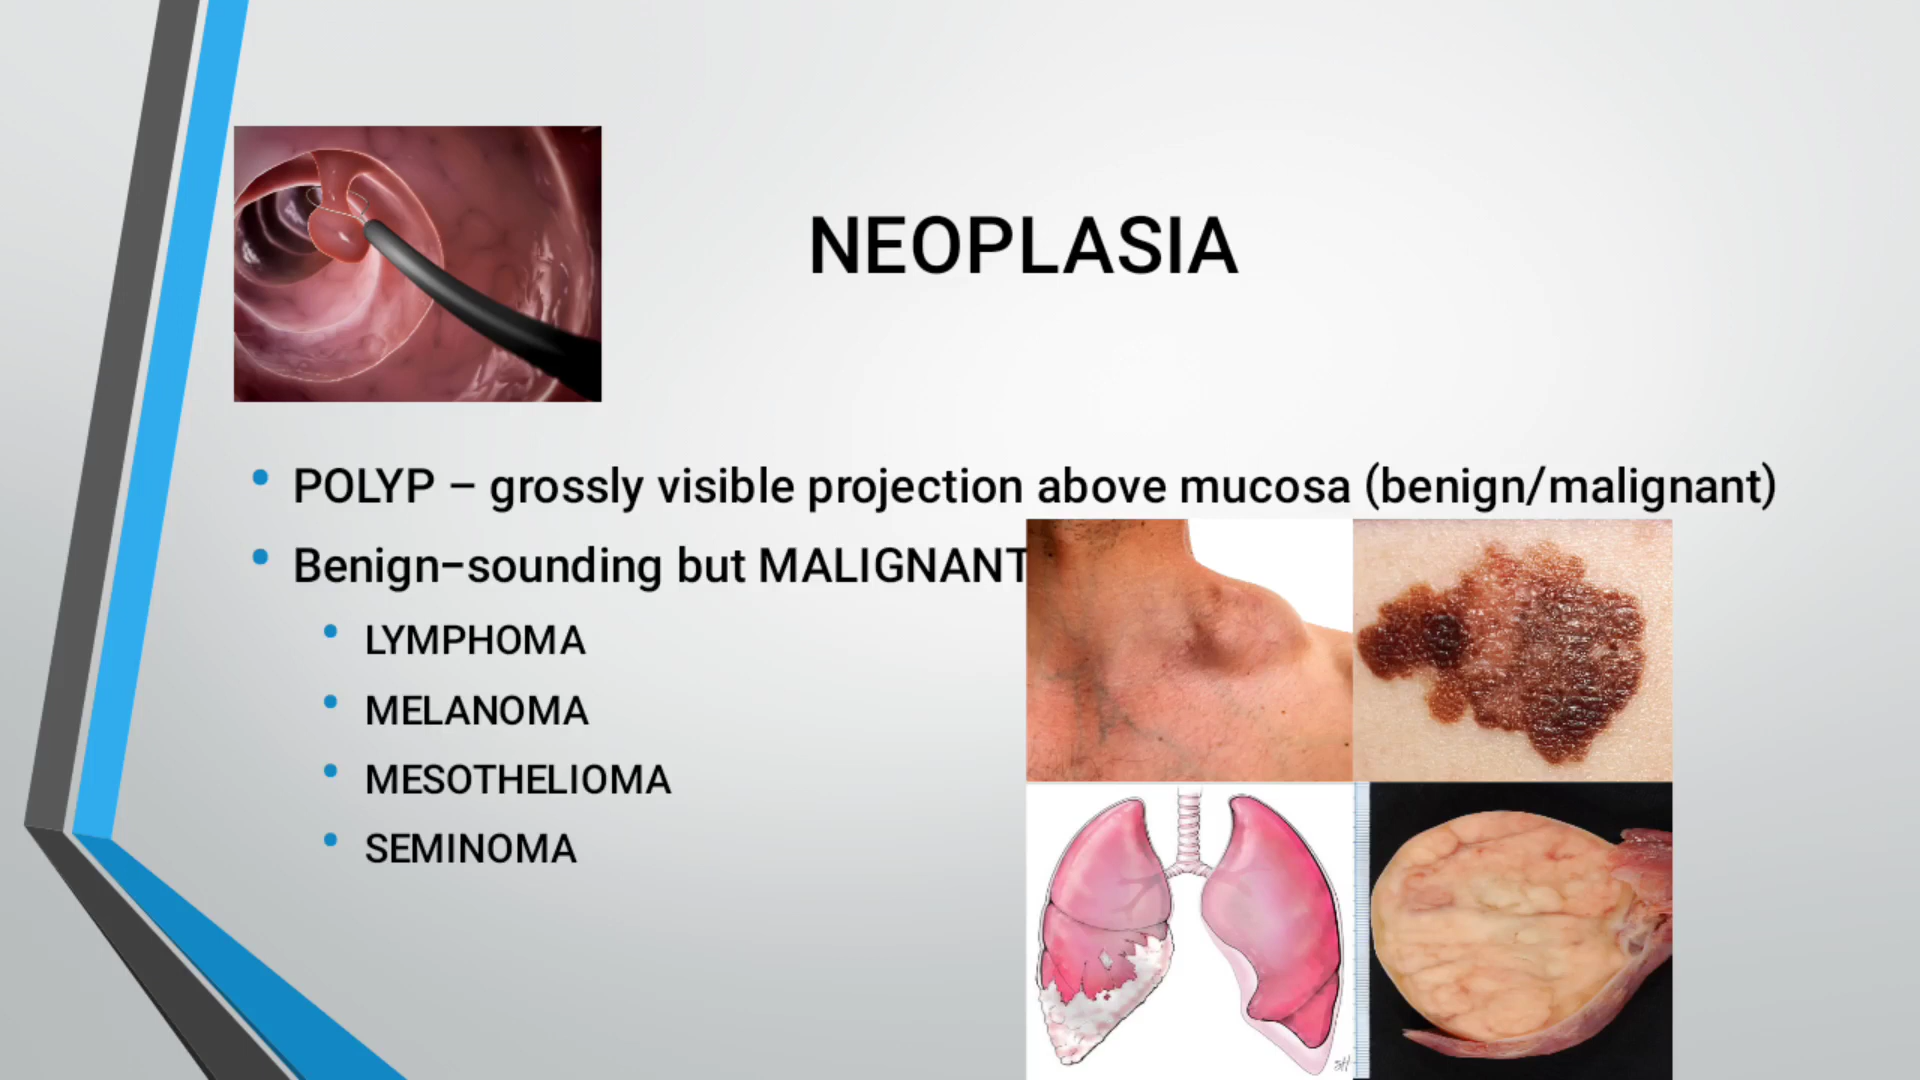 NEOPLASIA
• POLYP – grossly visible projection above mucosa (benign/malignant)
• Benign–sounding but MALIGNANT
• LYMPHOMA
• MELANOMA
• MESOTHELIOMA
• SEMINOMA